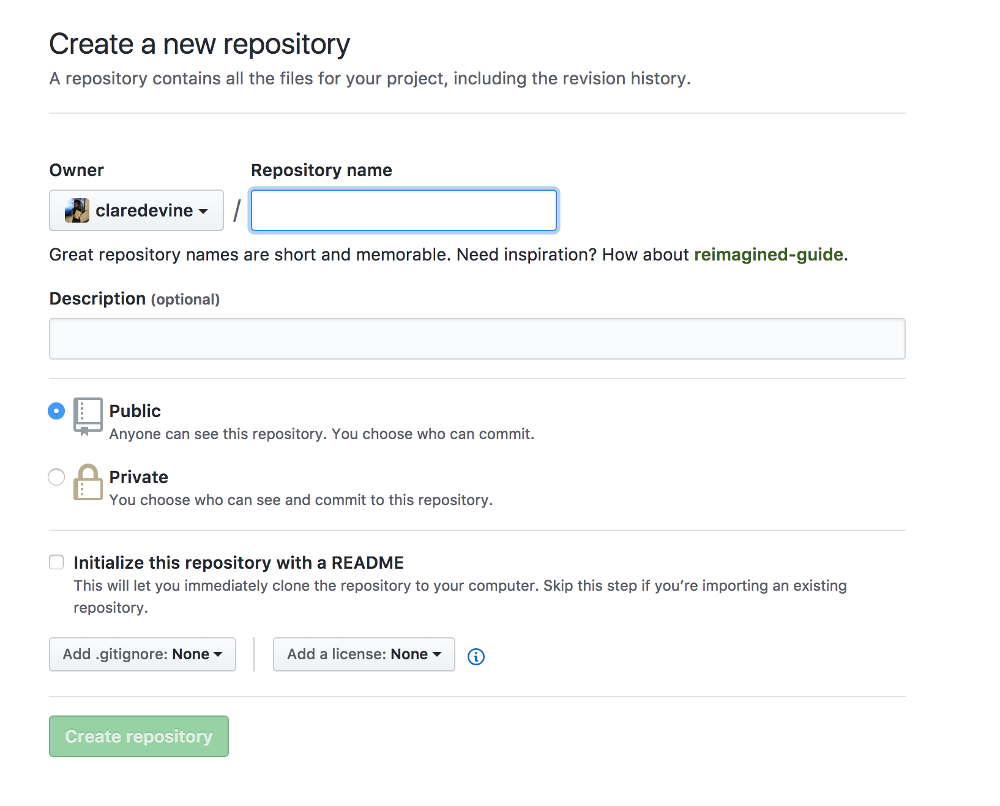 Create a new repository
A repository contains all the files for your project, including the revision history.
Owner
Repository name
claredevine
/
Great repository names are short and memorable. Need inspiration? How about reimagined-guide.
Description (optional)
Public
Anyone can see this repository. You choose who can commit.
Private
You choose who can see and commit to this repository.
Initialize this repository with a README
This will let you immediately clone the repository to your computer. Skip this step if you’re importing an existing
repository.
Add .gitignore: None
Add a license: None
Create repository